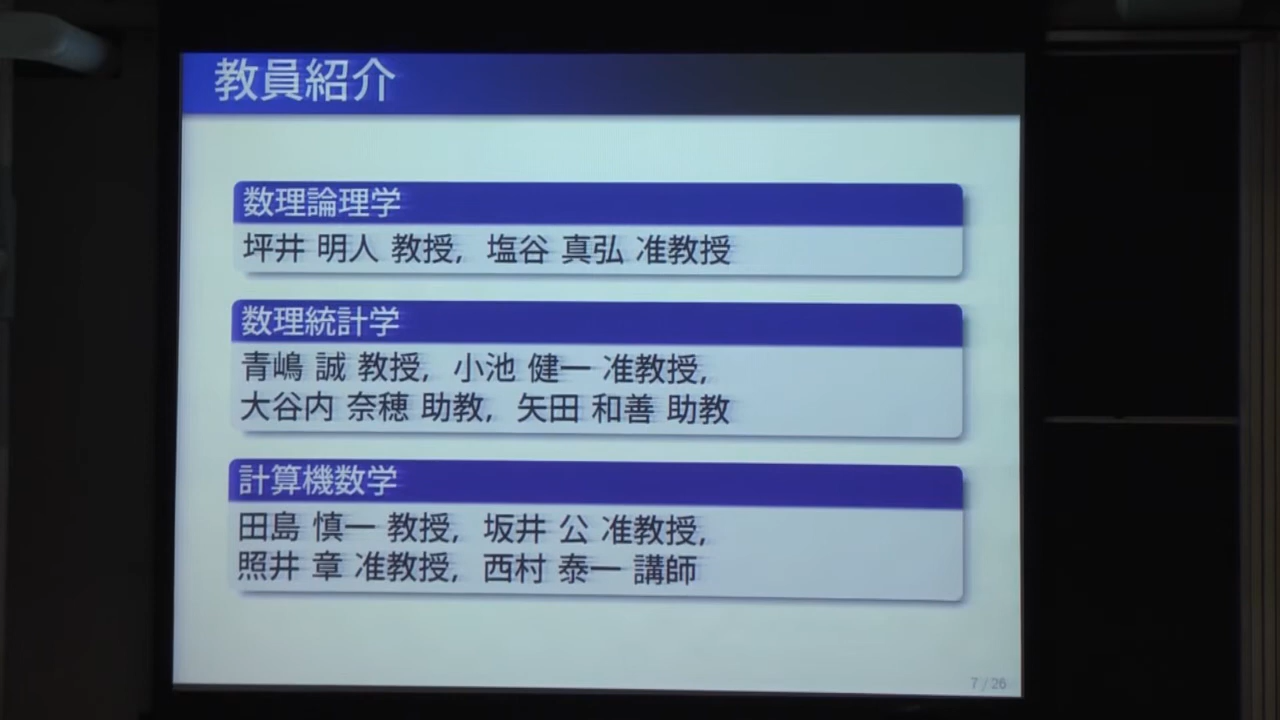 教員紹介
数理論理学
坪井 明人 教授, 塩谷 真弘 准教授
数理統計学
青嶋 誠 教授, 小池 健一 准教授,
大谷内 奈穂 助教, 矢田 和善 助教
計算機数学
田島 慎一 教授, 坂井 公 准教授,
照井 章 准教授, 西村 泰一 講師
7 / 26